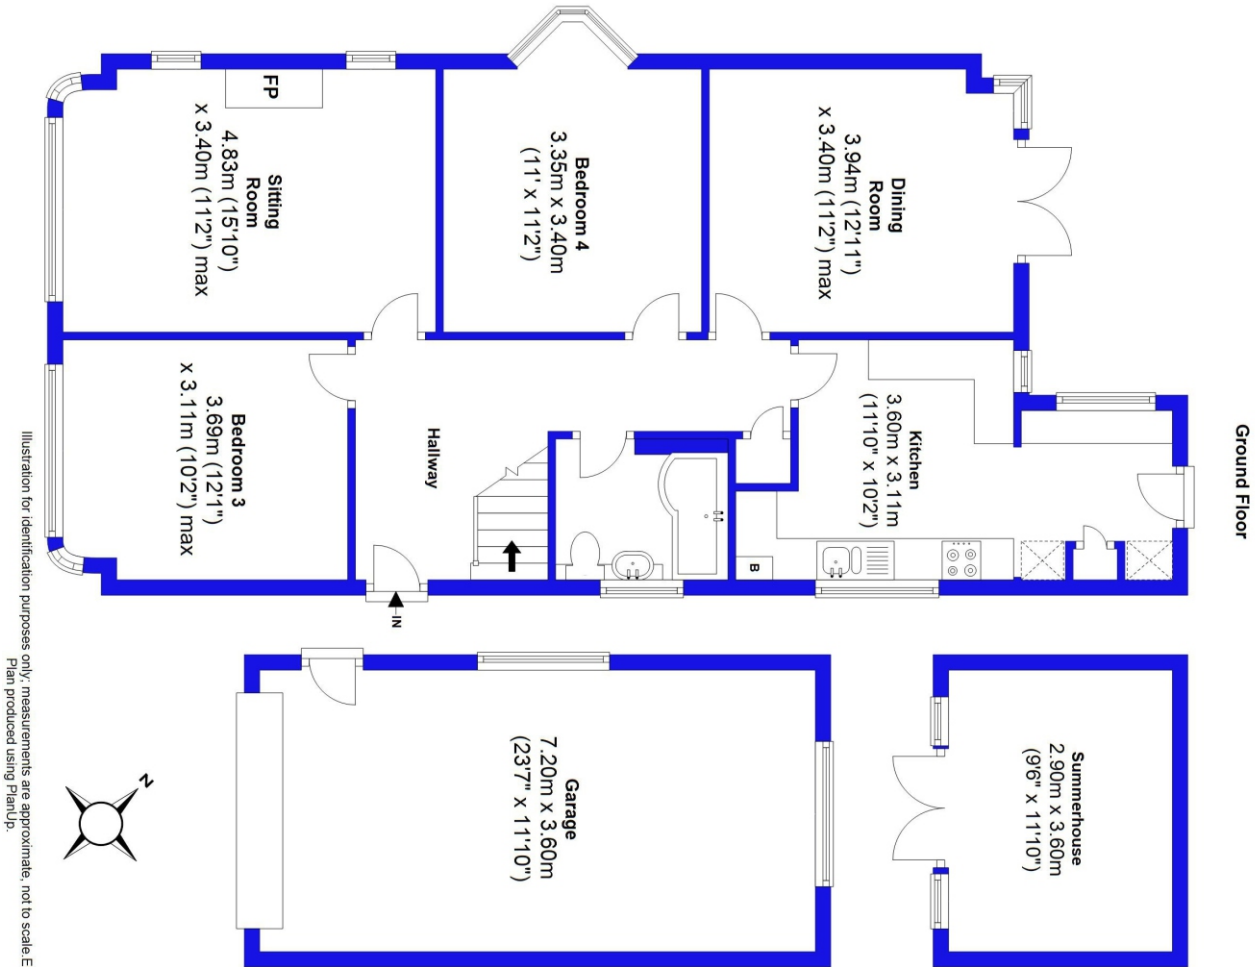 Ground Floor
Dining
Room
3.94m (12'11")
x 3.40m (11'2") max
Bedroom 4
3.35m x 3.40m
(11' x 11'2")
FP
Sitting
Room
4.83m (15'10")
x 3.40m (11'2") max
Kitchen
3.60m x 3.11m
(11'10" x 10'2")
B
Hallway
IN
Bedroom 3
3.69m (12'1")
x 3.11m (10'2") max
Summerhouse
2.90m x 3.60m
(9'6" x 11'10")
Garage
7.20m x 3.60m
(23'7" x 11'10")
N
Illustration for identification purposes only; measurements are approximate, not to scale.E
Plan produced using PlanUp.